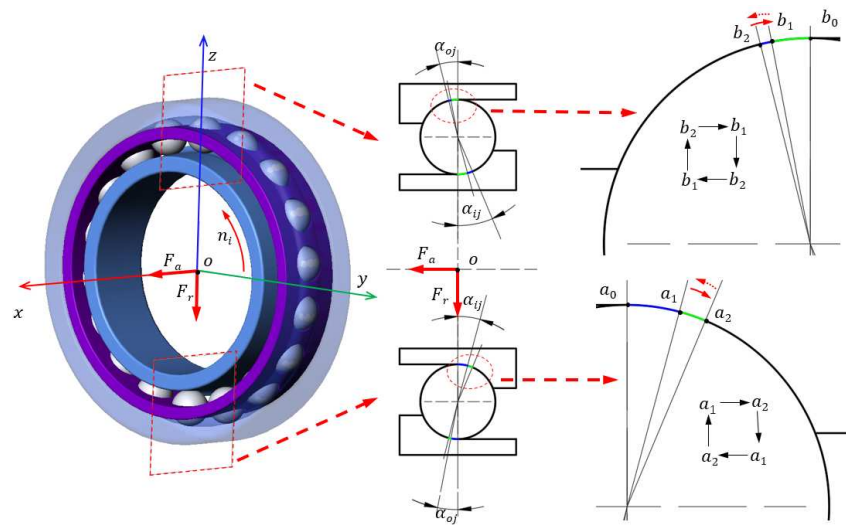 z
n_i
F_a
o
F_r
x
y
α_oj
α_ij
F_a
o
F_r
α_ij
α_oj
b_2
b_1
b_0
b_2
b_1
b_1
b_2
a_0
a_1
a_2
a_1
a_2
a_2
a_1